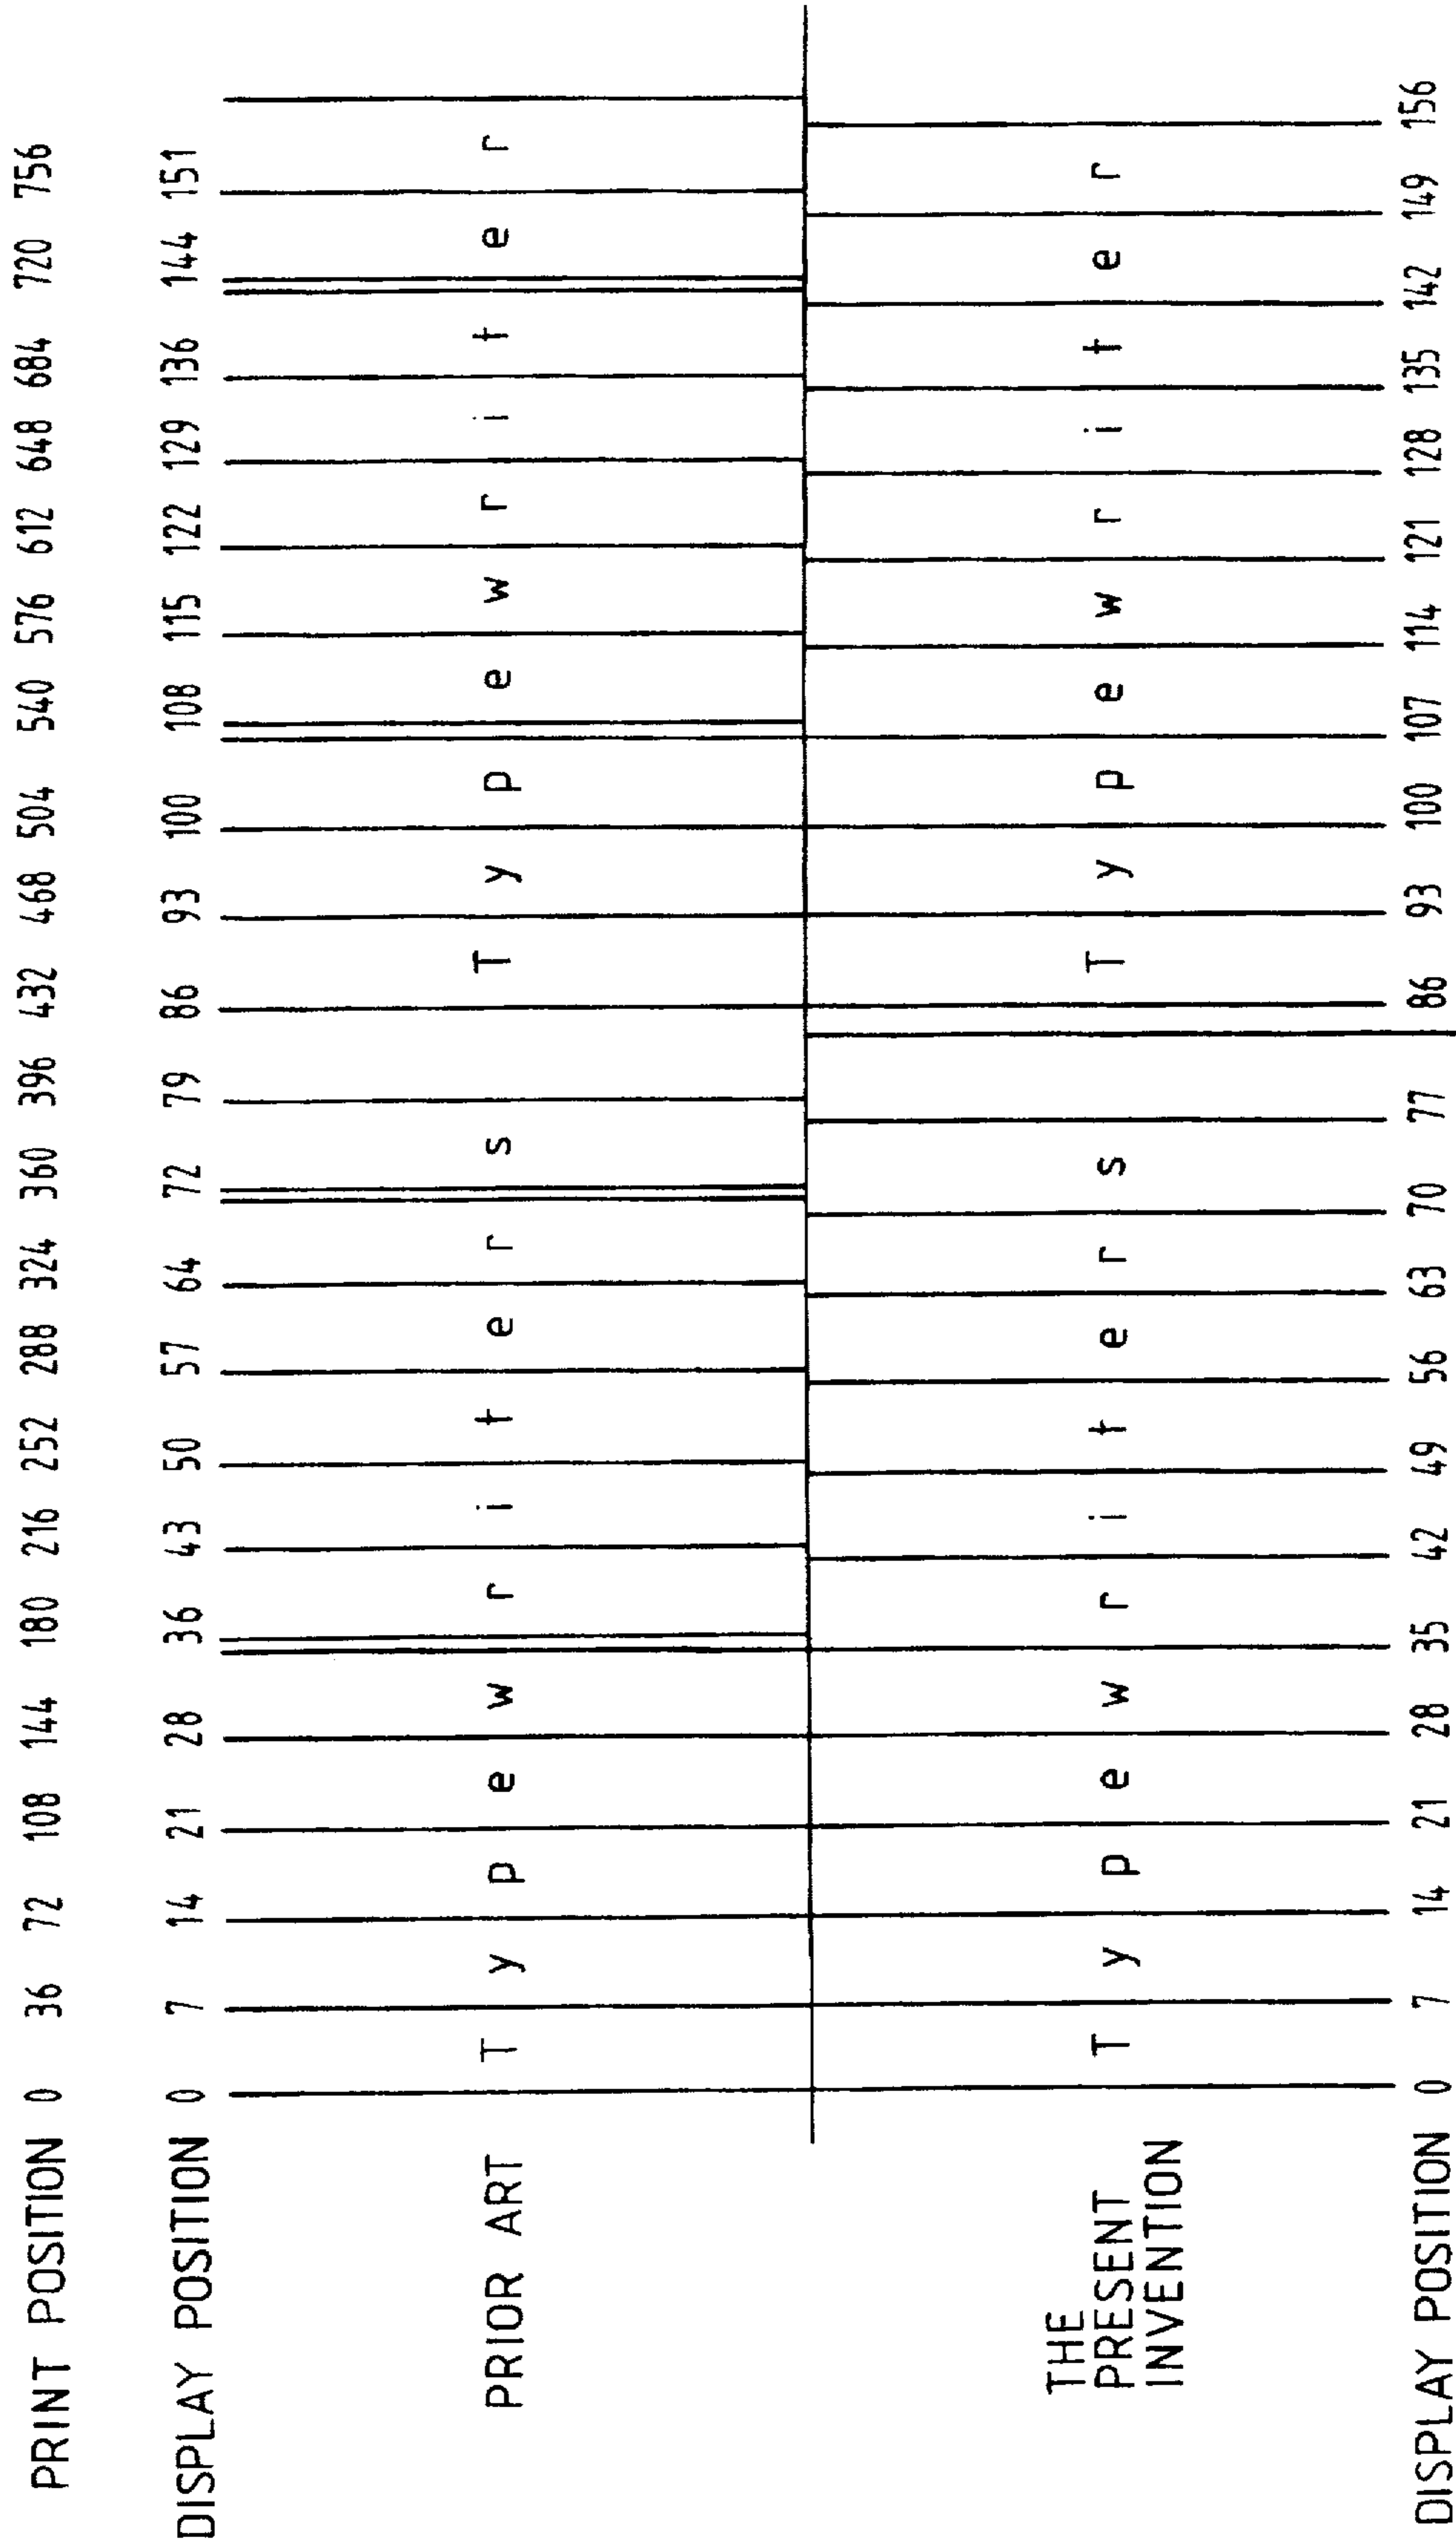 PRINT POSITION 0 36 72 108 144 180 216 252 288 324 360 396 432 468 504 540 576 612 648 684 720 756
DISPLAY POSITION 0 7 14 21 28 36 43 50 57 64 72 79 86 93 100 108 115 122 129 136 144 151
PRIOR ART T y p e w r i t e r s T y p e w r i t e r
THE
PRESENT
INVENTION
T y p e w r i t e r s T y p e w r i t e r
DISPLAY POSITION 0 7 14 21 28 35 42 49 56 63 70 77 86 93 100 107 114 121 128 135 142 149 156